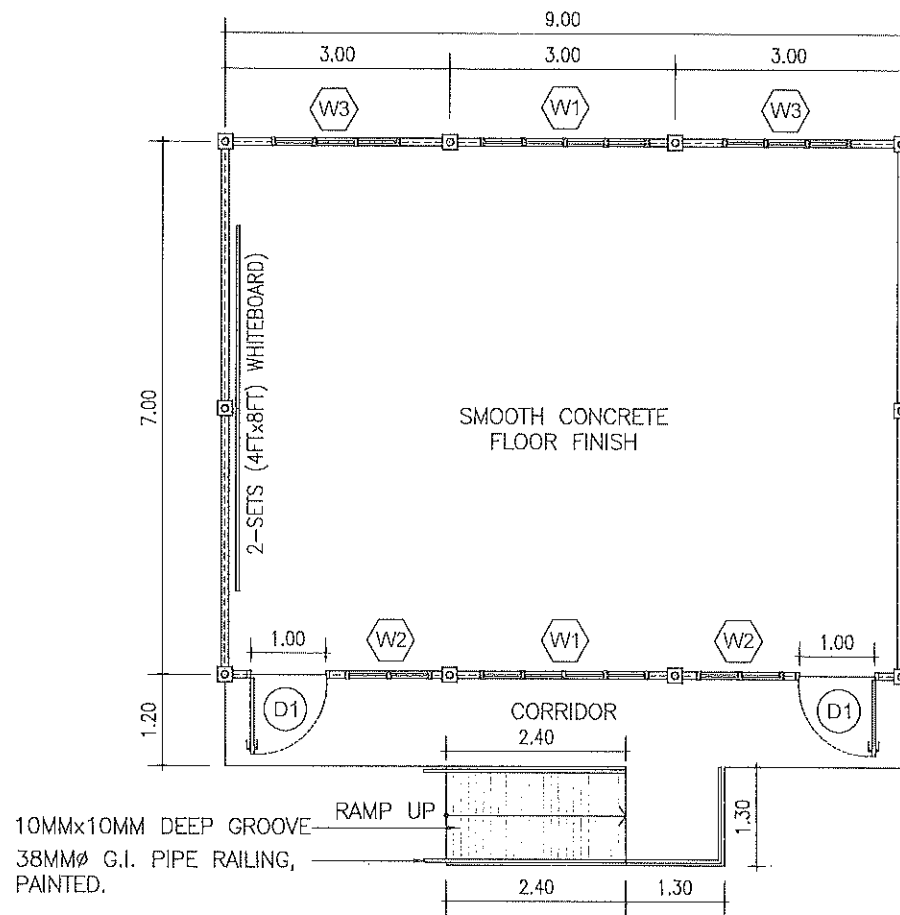 9.00
3.00 3.00 3.00
W3 W1 W3
7.00
2-SETS (4FTx8FT) WHITEBOARD)
SMOOTH CONCRETE
FLOOR FINISH
1.00 W2 W1 W2 1.00
1.20
D1 CORRIDOR D1
2.40
RAMP UP
1.30
10MMx10MM DEEP GROOVE
38MMØ G.I. PIPE RAILING,
PAINTED.
2.40 1.30